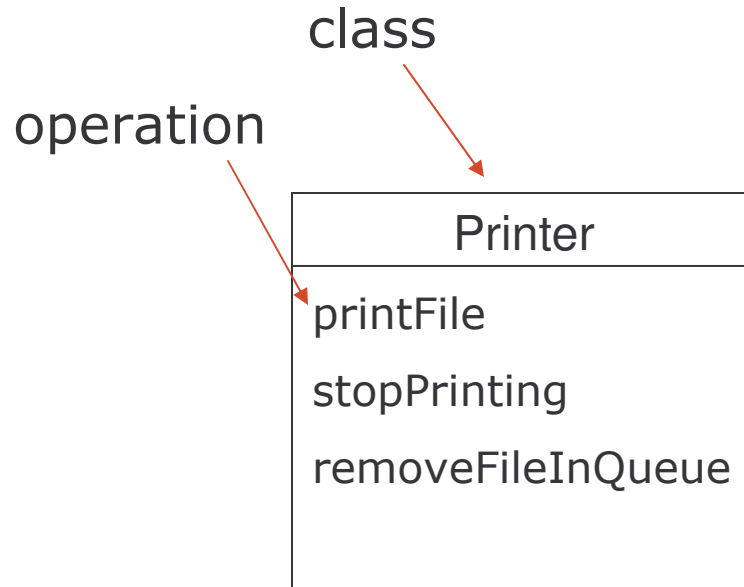 class
operation
Printer
printFile
stopPrinting
removeFileInQueue